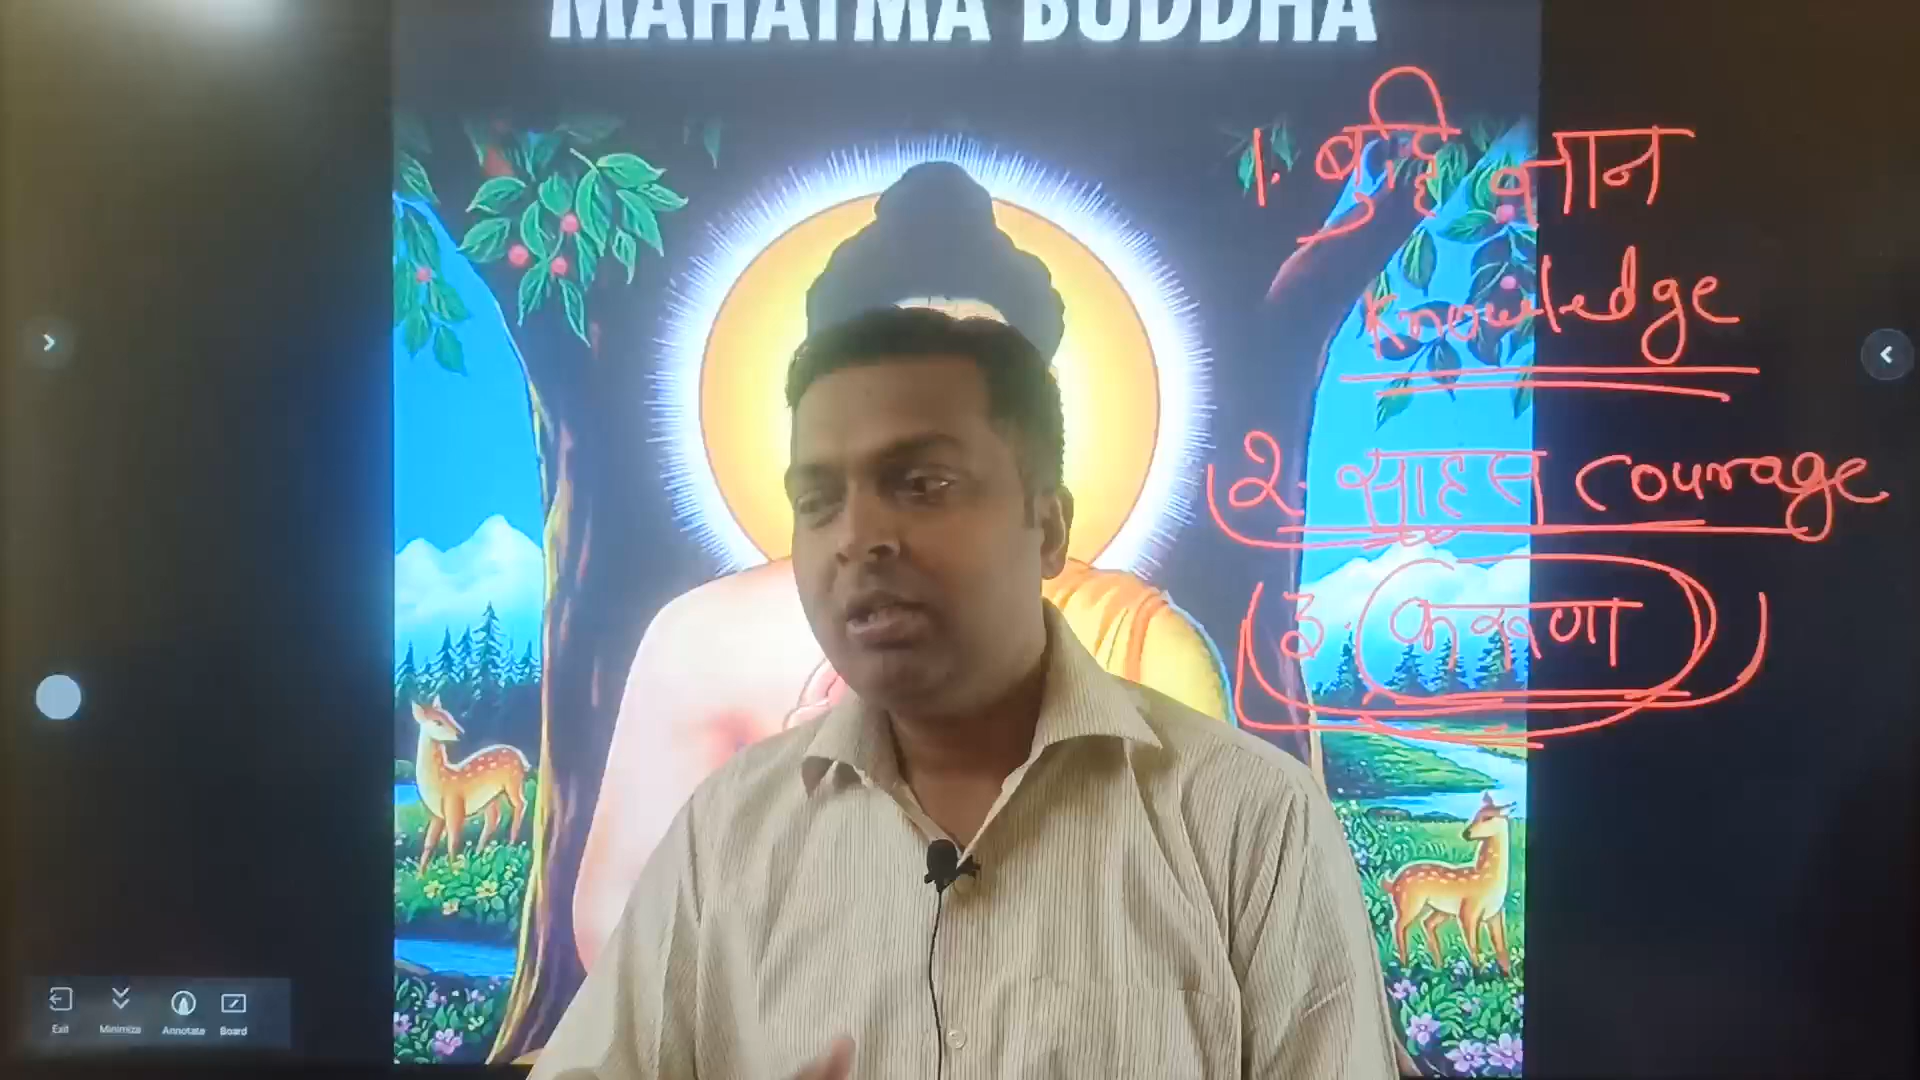 MAHATMA BUDDHA
1. बुद्धि ज्ञान
Knowledge
2. साहस courage
3. करूणा
Exit Minimize Annotate Board